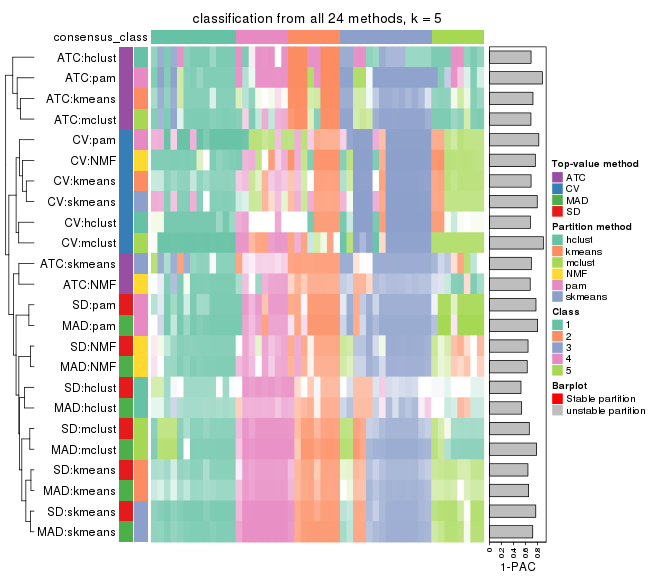 classification from all 24 methods, k = 5
consensus_class
ATC:hclust
ATC:pam
ATC:kmeans
ATC:mclust
CV:pam
CV:NMF
CV:kmeans
CV:skmeans
CV:hclust
CV:mclust
ATC:skmeans
ATC:NMF
SD:pam
MAD:pam
SD:NMF
MAD:NMF
SD:hclust
MAD:hclust
SD:mclust
MAD:mclust
SD:kmeans
MAD:kmeans
SD:skmeans
MAD:skmeans
0
0.2
0.4
0.6
0.8
1-PAC
Top-value method
ATC
CV
MAD
SD
Partition method
hclust
kmeans
mclust
NMF
pam
skmeans
Class
1
2
3
4
5
Barplot
Stable partition
unstable partition